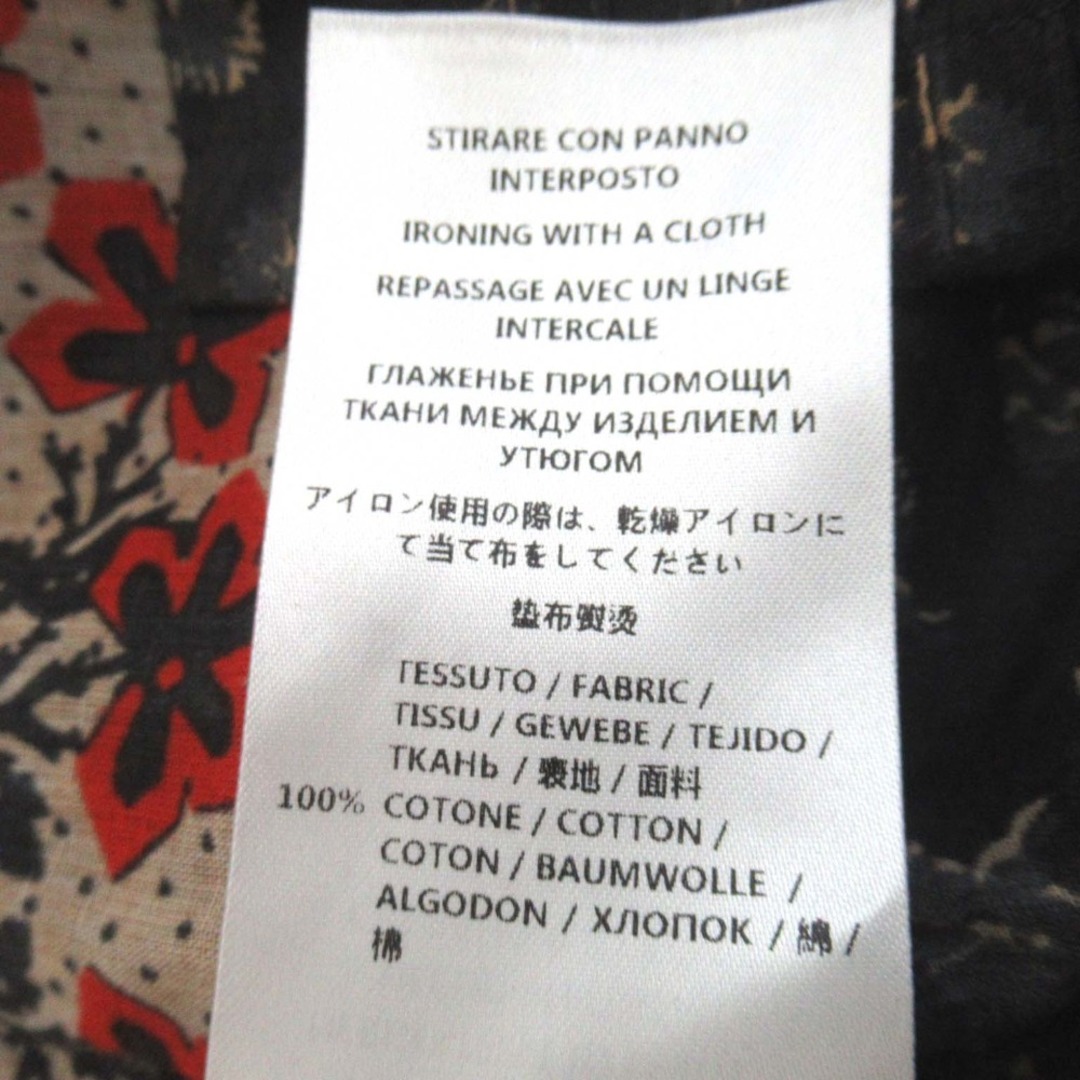 STIRARE CON PANNO
INTERPOSTO
IRONING WITH A CLOTH
REPASSAGE AVEC UN LINGE
INTERCALE
ГЛАЖЕНЬЕ ПРИ ПОМОЩИ
ТКАНИ МЕЖДУ ИЗДЕЛИЕМ И
УТЮГОМ
アイロン使用の際は、乾燥アイロンに
て当て布をしてください
垫布熨烫
TESSUTO / FABRIC /
TISSU / GEWEBE / TEJIDO /
ТКАНЬ / 表地 / 面料
100% COTONE / COTTON /
COTON / BAUMWOLLE /
ALGODON / ХЛОПОК / 綿 /
棉